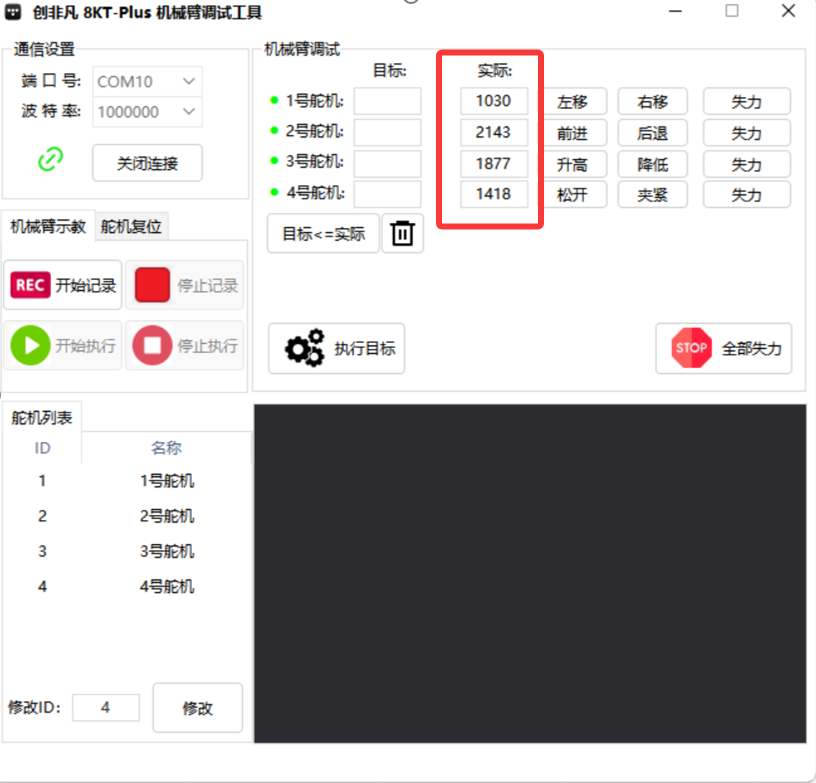 创非凡 8KT-Plus 机械臂调试工具
通信设置
端 口 号: COM10
波 特 率: 1000000
关闭连接
机械臂调试
目标: 实际:
1号舵机: 1030 左移 右移 失力
2号舵机: 2143 前进 后退 失力
3号舵机: 1877 升高 降低 失力
4号舵机: 1418 松开 夹紧 失力
目标<=实际
执行目标
STOP 全部失力
机械臂示教 舵机复位
REC 开始记录 停止记录
开始执行 停止执行
舵机列表
ID 名称
1 1号舵机
2 2号舵机
3 3号舵机
4 4号舵机
修改ID: 4 修改